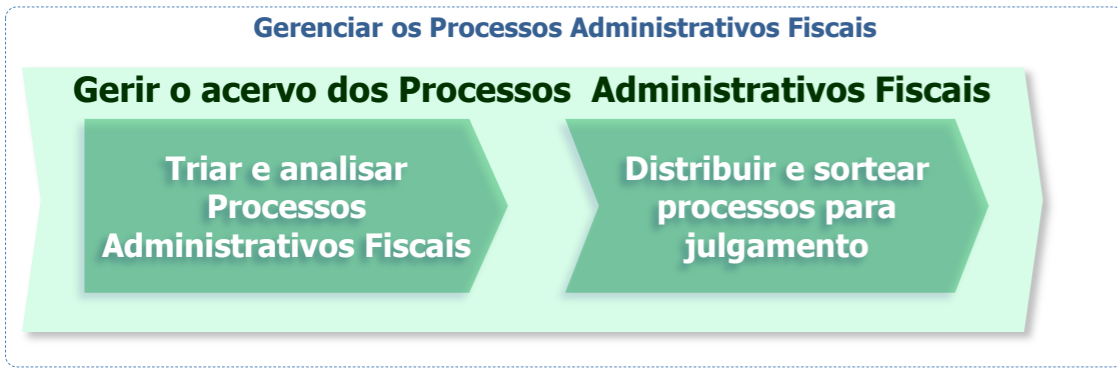 Gerenciar os Processos Administrativos Fiscais
Gerir o acervo dos Processos Administrativos Fiscais
Triar e analisar
Processos
Administrativos Fiscais
Distribuir e sortear
processos para
julgamento